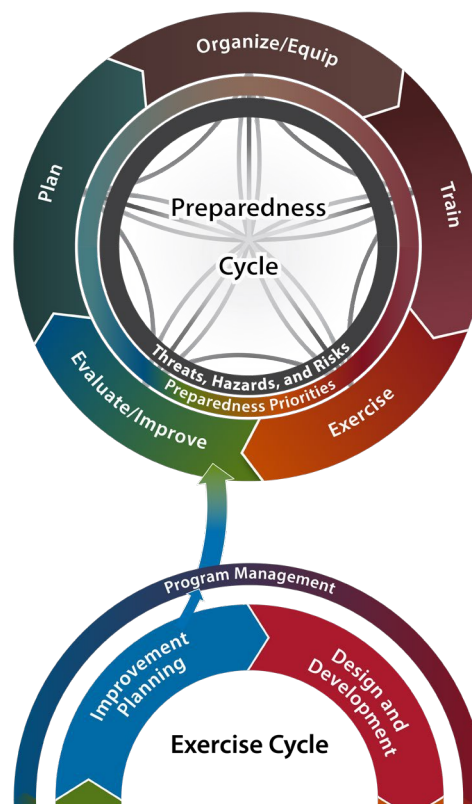 Organize/Equip
Plan
Train
Preparedness
Cycle
Threats, Hazards, and Risks
Preparedness Priorities
Evaluate/Improve
Exercise
Program Management
Improvement
Planning
Design and
Development
Exercise Cycle